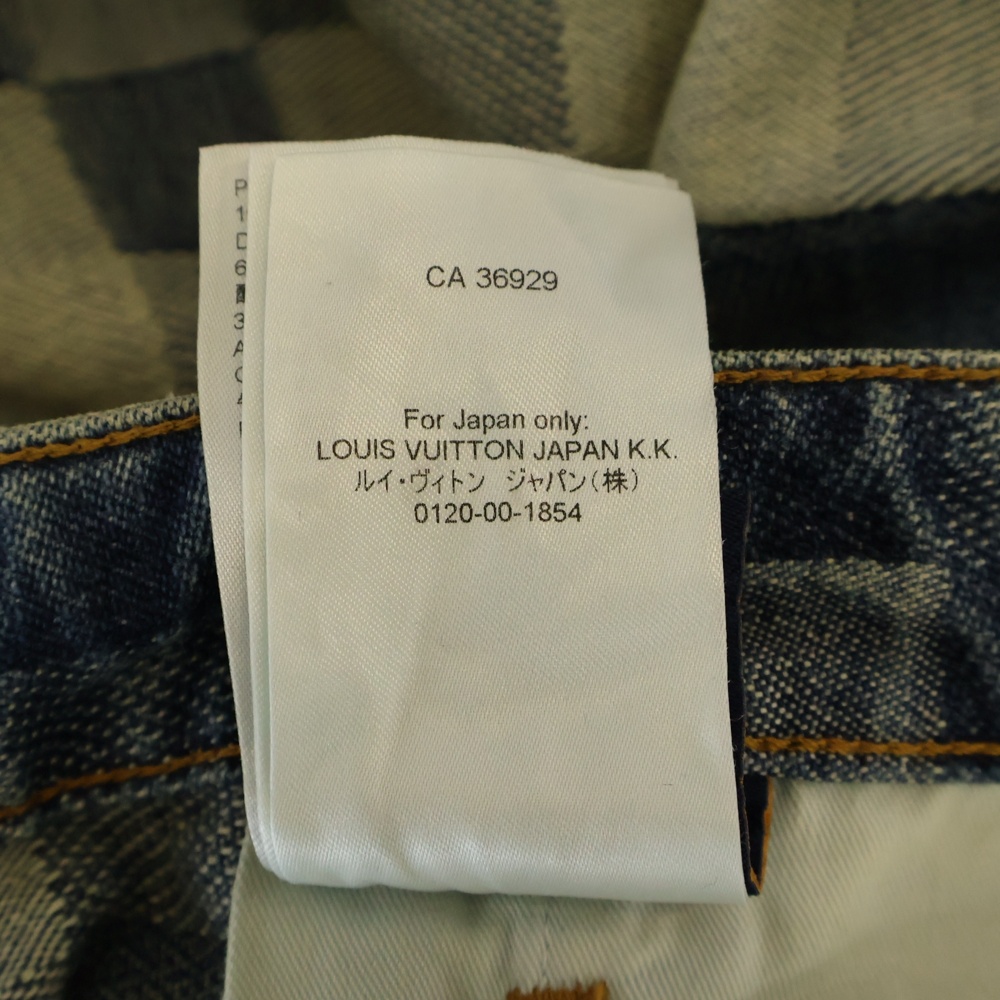 CA 36929
For Japan only:
LOUIS VUITTON JAPAN K.K.
ルイ・ヴィトン ジャパン(株)
0120-00-1854